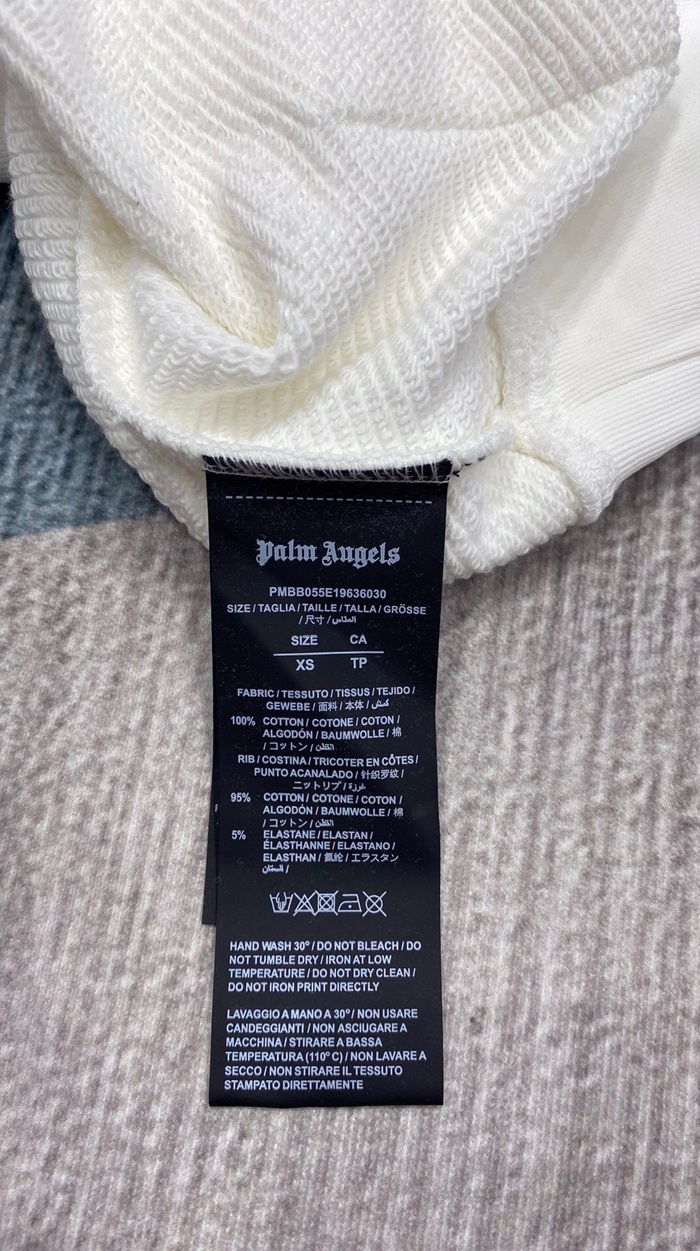 Palm Angels
PMBB055E19636030
SIZE / TAGLIA / TAILLE / TALLA / GRÖSSE
/ 尺寸 / المقاس
SIZE CA
XS TP
FABRIC / TESSUTO / TISSUS / TEJIDO /
GEWEBE / 面料 / 本体 /
100% COTTON / COTONE / COTON /
ALGODÓN / BAUMWOLLE / 棉
/ コットン / القطن
RIB / COSTINA / TRICOTER EN CÔTES /
PUNTO ACANALADO / 针织罗纹 /
ニットリブ /
95% COTTON / COTONE / COTON /
ALGODÓN / BAUMWOLLE / 棉
/ コットン / القطن
5% ELASTANE / ELASTAN /
ÉLASTHANNE / ELASTANO /
ELASTHAN / 氨纶 / エラスタン
/
HAND WASH 30° / DO NOT BLEACH / DO
NOT TUMBLE DRY / IRON AT LOW
TEMPERATURE / DO NOT DRY CLEAN /
DO NOT IRON PRINT DIRECTLY
LAVAGGIO A MANO A 30° / NON USARE
CANDEGGIANTI / NON ASCIUGARE A
MACCHINA / STIRARE A BASSA
TEMPERATURA (110° C) / NON LAVARE A
SECCO / NON STIRARE IL TESSUTO
STAMPATO DIRETTAMENTE